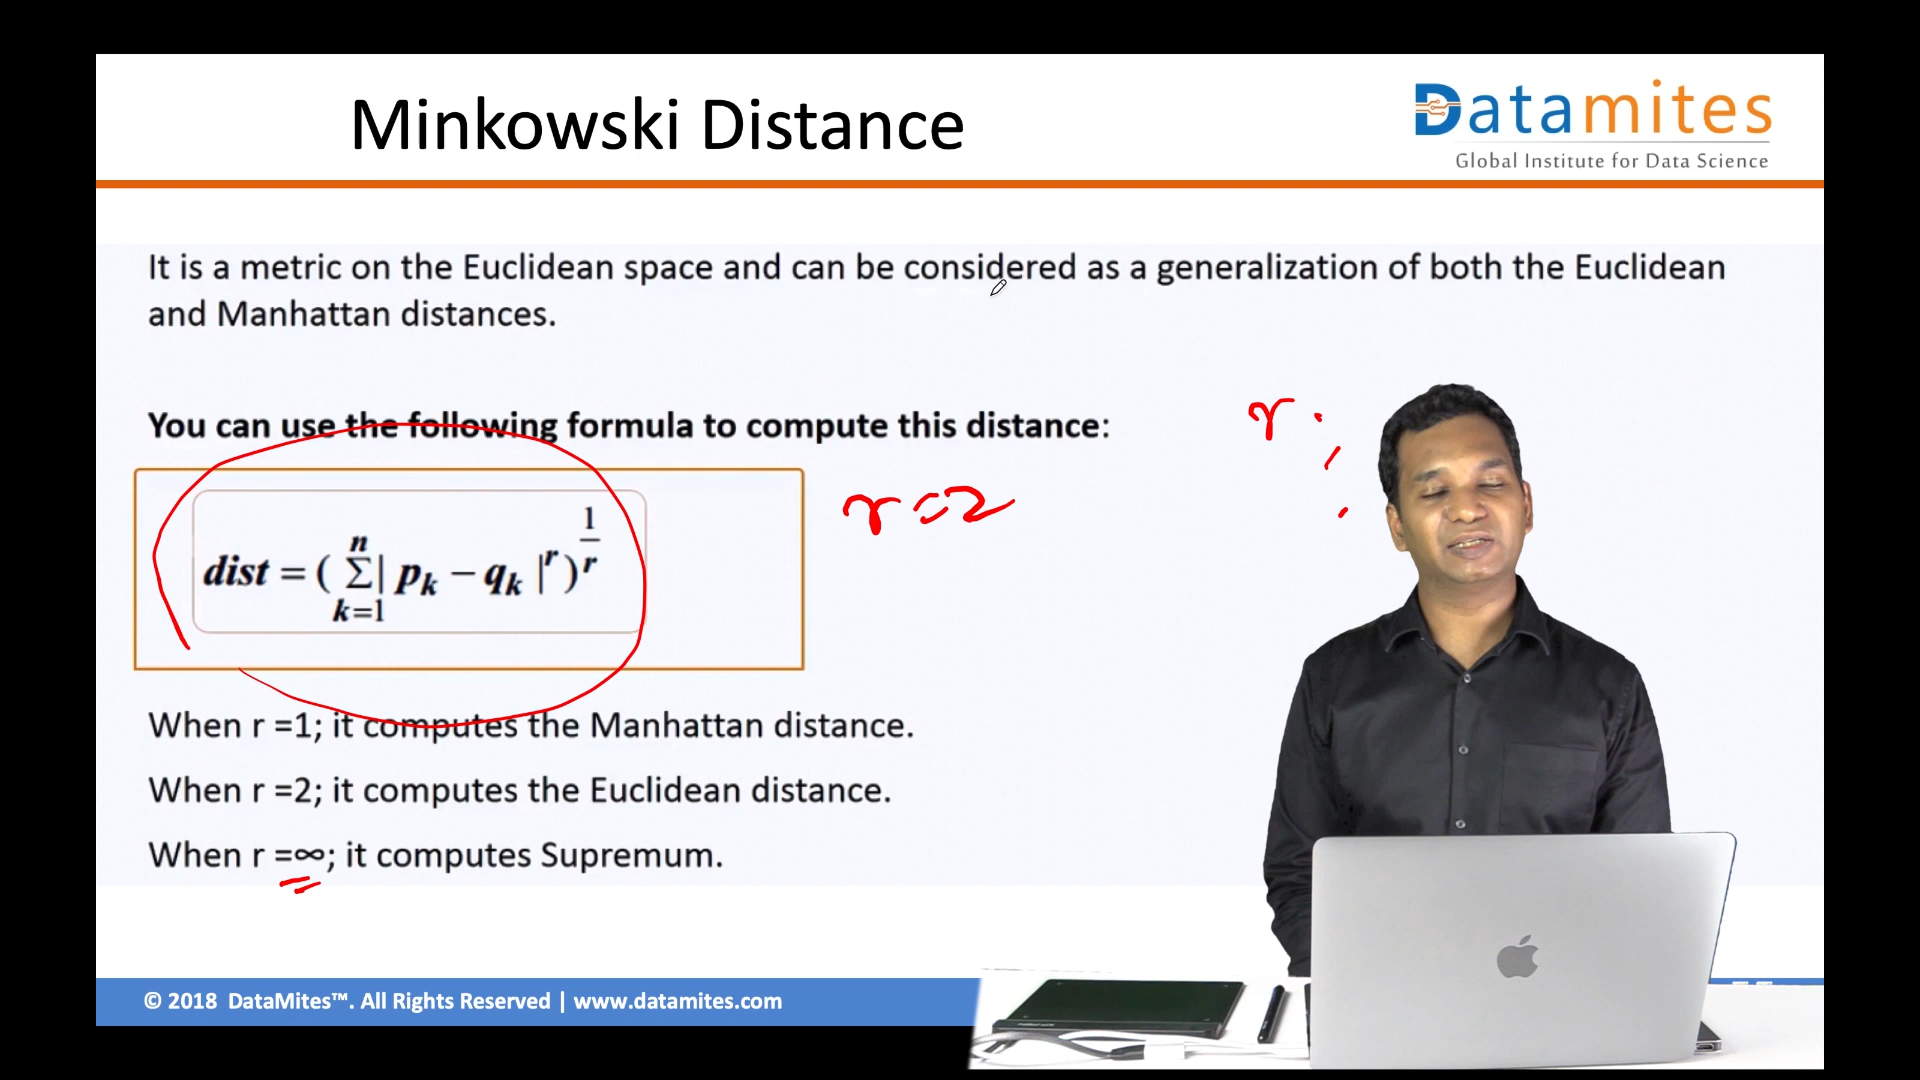 Minkowski Distance
Datamites
Global Institute for Data Science
It is a metric on the Euclidean space and can be considered as a generalization of both the Euclidean
and Manhattan distances.
You can use the following formula to compute this distance:
r
r=2
dist = ( n∑k=1 | pk − qk |^r )^1/r
When r =1; it computes the Manhattan distance.
When r =2; it computes the Euclidean distance.
When r =∞; it computes Supremum.
© 2018 DataMites™. All Rights Reserved | www.datamites.com